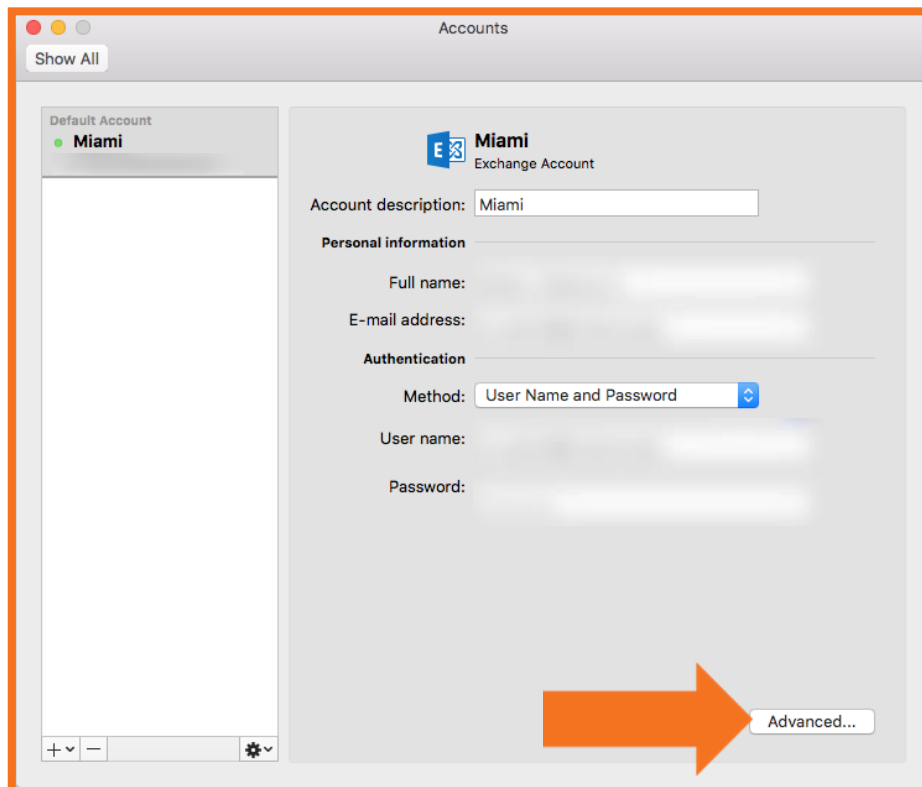 Accounts
Show All
Default Account
Miami
Miami
Exchange Account
Account description: Miami
Personal information
Full name:
E-mail address:
Authentication
Method: User Name and Password
User name:
Password:
Advanced...